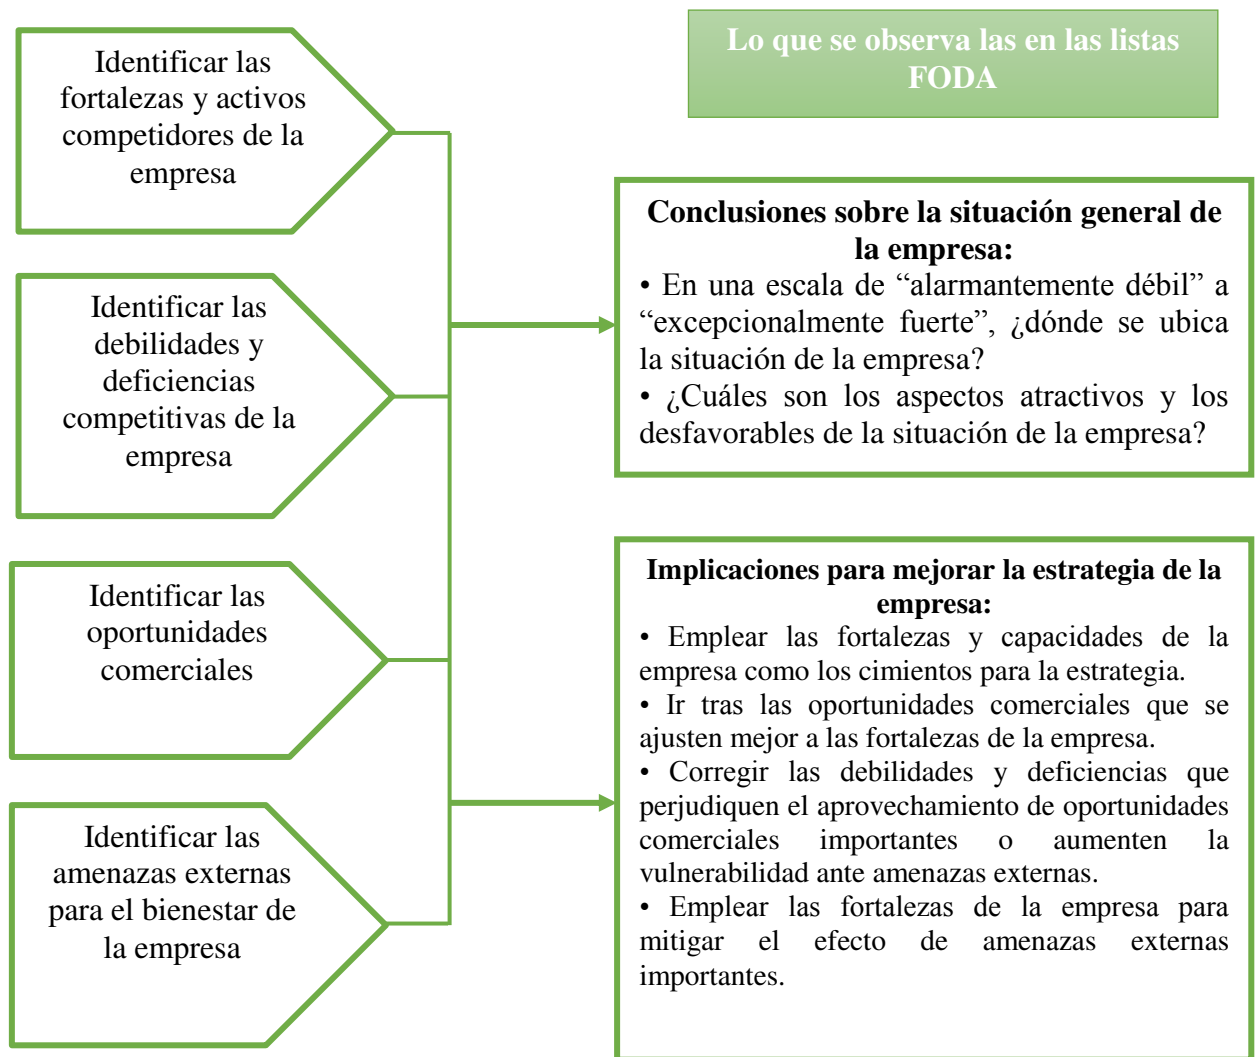 Lo que se observa las en las listas
FODA
Identificar las
fortalezas y activos
competidores de la
empresa
Identificar las
debilidades y
deficiencias
competitivas de la
empresa
Identificar las
oportunidades
comerciales
Identificar las
amenazas externas
para el bienestar de
la empresa
Conclusiones sobre la situación general de
la empresa:
• En una escala de “alarmantemente débil” a
“excepcionalmente fuerte”, ¿dónde se ubica
la situación de la empresa?
• ¿Cuáles son los aspectos atractivos y los
desfavorables de la situación de la empresa?
Implicaciones para mejorar la estrategia de la
empresa:
• Emplear las fortalezas y capacidades de la
empresa como los cimientos para la estrategia.
• Ir tras las oportunidades comerciales que se
ajusten mejor a las fortalezas de la empresa.
• Corregir las debilidades y deficiencias que
perjudiquen el aprovechamiento de oportunidades
comerciales importantes o aumenten la
vulnerabilidad ante amenazas externas.
• Emplear las fortalezas de la empresa para
mitigar el efecto de amenazas externas
importantes.